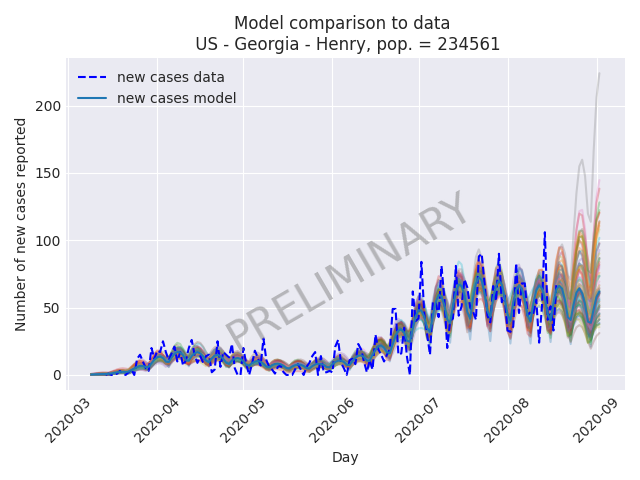 Model comparison to data
US - Georgia - Henry, pop. = 234561
new cases data
new cases model
PRELIMINARY
Number of new cases reported
200
150
100
50
0
2020-03
2020-04
2020-05
2020-06
2020-07
2020-08
2020-09
Day